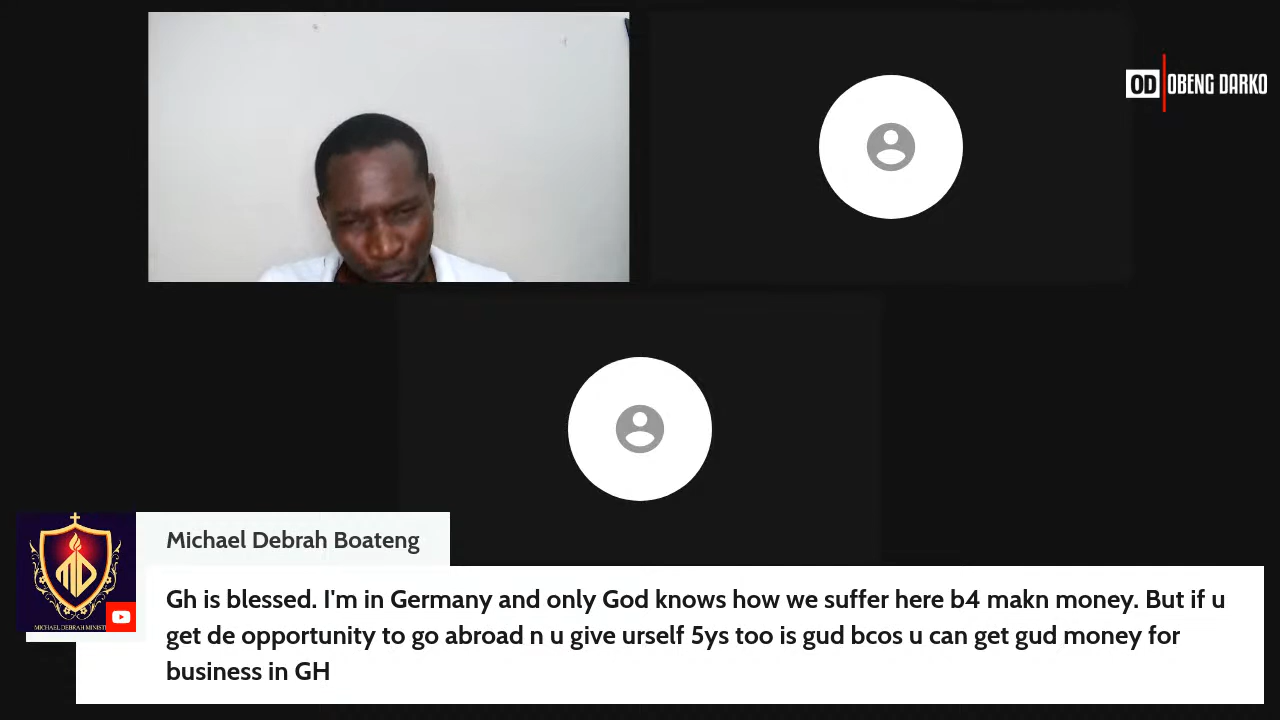 OD OBENG DARKO
Michael Debrah Boateng
MD
Gh is blessed. I'm in Germany and only God knows how we suffer here b4 makn money. But if u
get de opportunity to go abroad n u give urself 5ys too is gud bcos u can get gud money for
business in GH